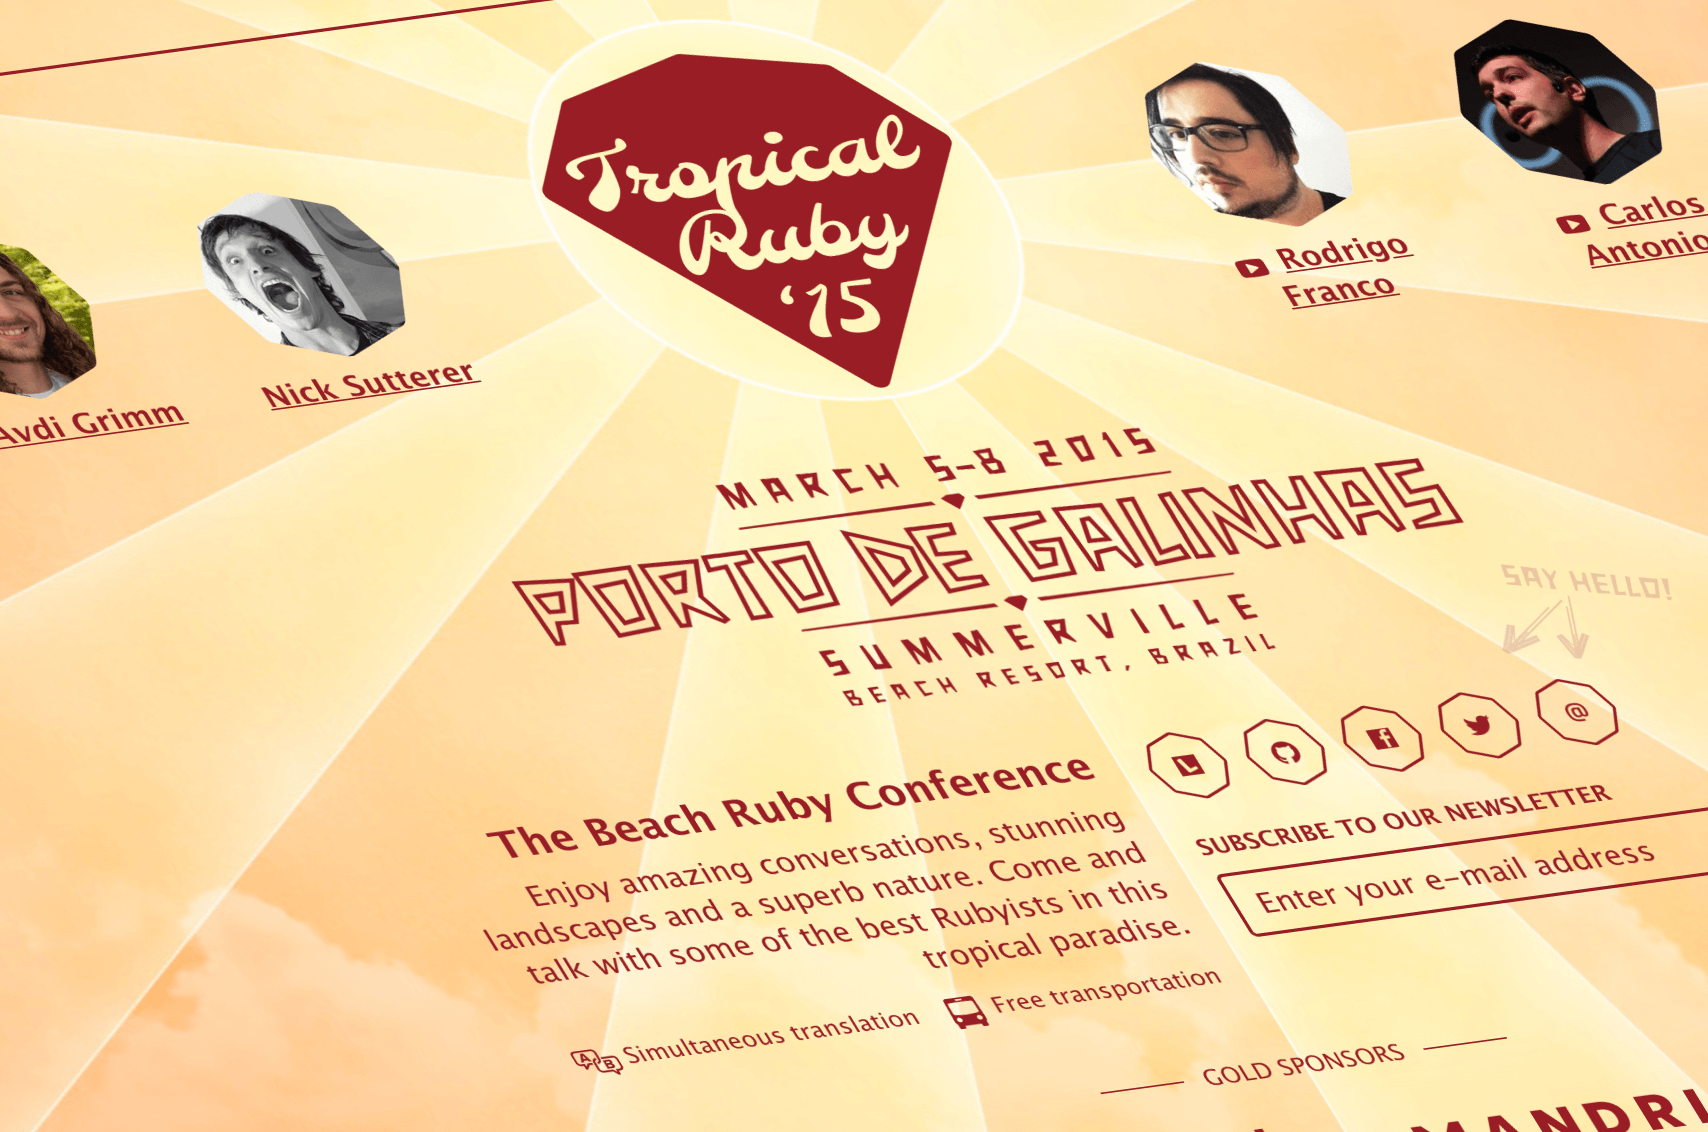 Tropical
Ruby
'15
Avdi Grimm
Nick Sutterer
Rodrigo
Franco
Carlos
Antonio
MARCH 5-8 2015
PORTO DE GALINHAS
SUMMERVILLE
BEACH RESORT, BRAZIL
SAY HELLO!
@
The Beach Ruby Conference
Enjoy amazing conversations, stunning
landscapes and a superb nature. Come and
talk with some of the best Rubyists in this
tropical paradise.
A B Simultaneous translation
Free transportation
SUBSCRIBE TO OUR NEWSLETTER
Enter your e-mail address
GOLD SPONSORS